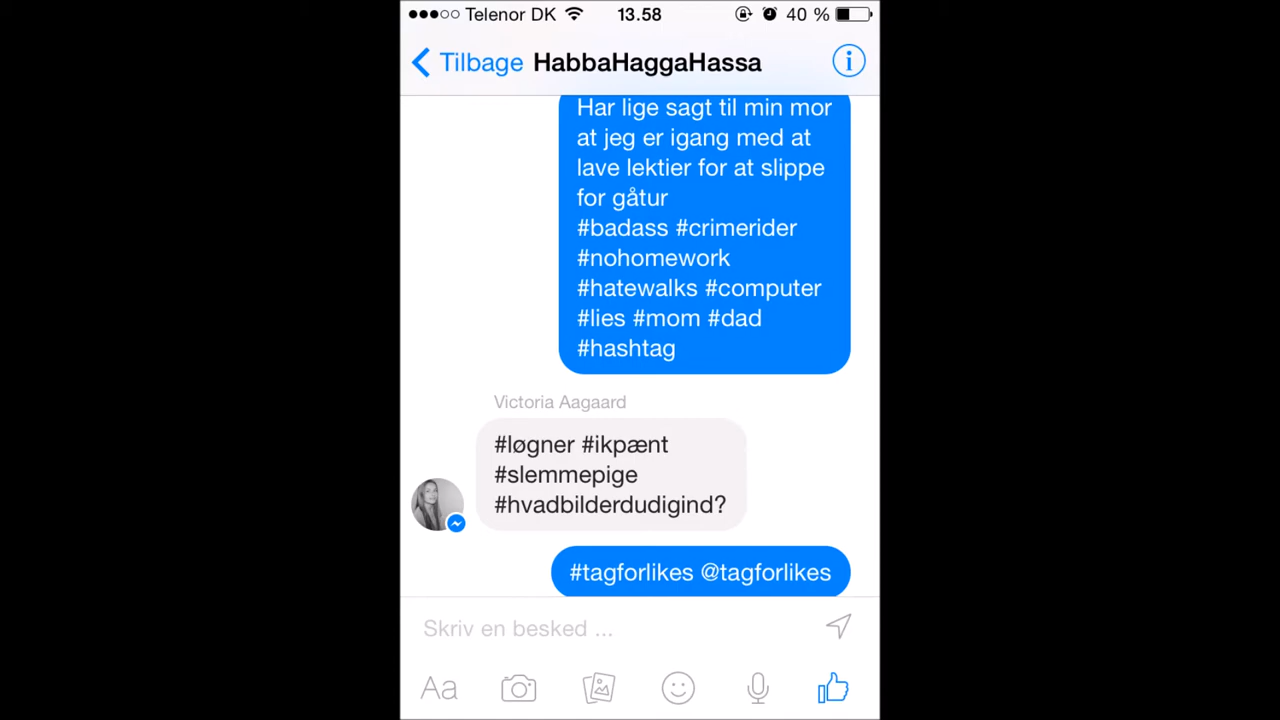 Telenor DK 13.58 40 %
Tilbage HabbaHaggaHassa
Har lige sagt til min mor
at jeg er igang med at
lave lektier for at slippe
for gåtur
#badass #crimerider
#nohomework
#hatewalks #computer
#lies #mom #dad
#hashtag
Victoria Aagaard
#løgner #ikpænt
#slemmepige
#hvadbilderdudigind?
#tagforlikes @tagforlikes
Skriv en besked ...
Aa